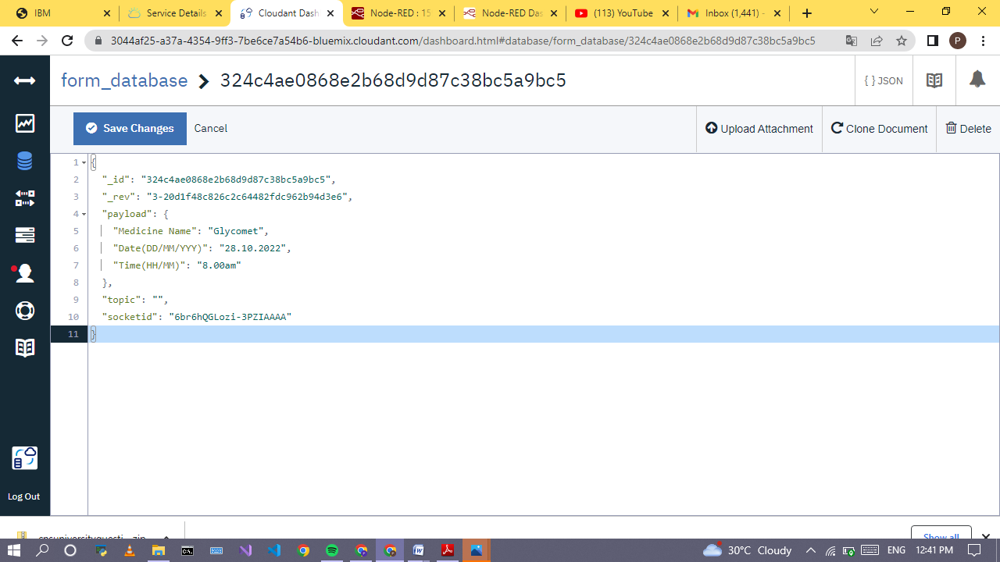 IBM
Service Details
Cloudant Dash
Node-RED : 15
Node-RED Das
(113) YouTube
Inbox (1,441) -
3044af25-a37a-4354-9ff3-7be6ce7a54b6-bluemix.cloudant.com/dashboard.html#database/form_database/324c4ae0868e2b68d9d87c38bc5a9bc5
P
form_database > 324c4ae0868e2b68d9d87c38bc5a9bc5
{ } JSON
Save Changes
Cancel
Upload Attachment
Clone Document
Delete
1 {
2 "_id": "324c4ae0868e2b68d9d87c38bc5a9bc5",
3 "_rev": "3-20d1f48c826c2c64482fdc962b94d3e6",
4 "payload": {
5 "Medicine Name": "Glycomet",
6 "Date(DD/MM/YYY)": "28.10.2022",
7 "Time(HH/MM)": "8.00am"
8 },
9 "topic": "",
10 "socketid": "6br6hQGLozi-3PZIAAAA"
11 }
Log Out
Show all
30°C Cloudy
ENG
12:41 PM